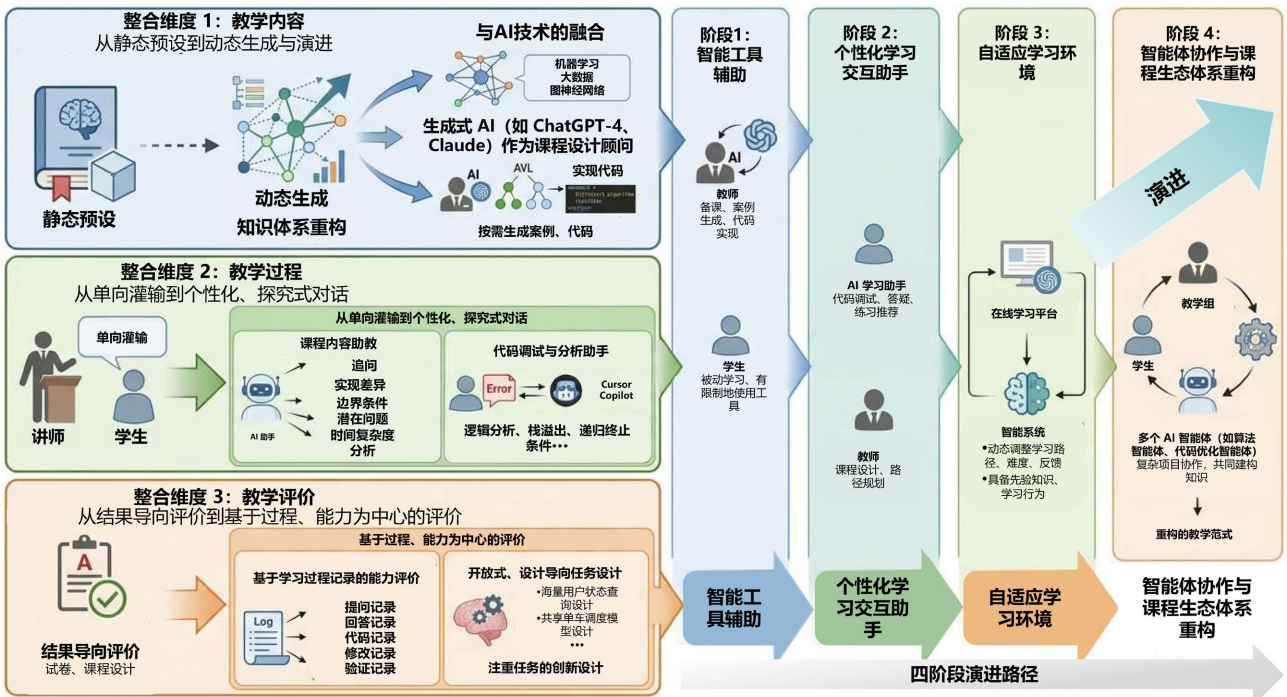 整合维度 1：教学内容
从静态预设到动态生成与演进
静态预设
动态生成
知识体系重构
与AI技术的融合
机器学习
大数据
图神经网络
生成式 AI（如 ChatGPT-4、
Claude）作为课程设计顾问
AI
AVL
实现代码
按需生成案例、代码
整合维度 2：教学过程
从单向灌输到个性化、探究式对话
单向灌输
讲师
学生
从单向灌输到个性化、探究式对话
课程内容助教
追问
实现差异
边界条件
潜在问题
时间复杂度
分析
AI 助手
代码调试与分析助手
Error
Cursor
Copilot
逻辑分析、栈溢出、递归终止
条件···
整合维度 3：教学评价
从结果导向评价到基于过程、能力为中心的评价
A
结果导向评价
试卷、课程设计
基于过程、能力为中心的评价
基于学习过程记录的能力评价
Log
提问记录
回答记录
代码记录
修改记录
验证记录
开放式、设计导向任务设计
•海量用户状态查
询设计
•共享单车调度模
型设计
···
注重任务的创新设计
阶段1：
智能工具
辅助
AI
教师
备课、案例
生成、代码
实现
学生
被动学习、有
限制地使用工
具
智能工
具辅助
阶段 2：
个性化学习
交互助手
AI 学习助手
代码调试、答疑、
练习推荐
教师
课程设计、路
径规划
个性化学
习交互助
手
阶段 3：
自适应学习环
境
在线学习平台
智能系统
•动态调整学习路
径、难度、反馈
•具备先验知识、
学习行为
自适应学
习环境
阶段 4：
智能体协作与课
程生态体系重构
演进
教学组
学生
多个 AI 智能体（如算法
智能体、代码优化智能体）
复杂项目协作，共同建构
知识
重构的教学范式
智能体协作与
课程生态体系
重构
四阶段演进路径